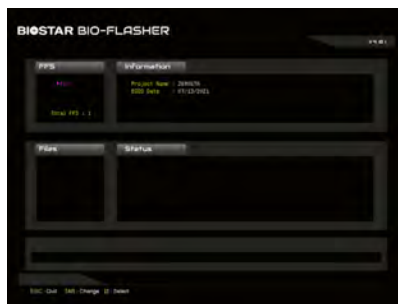 BIOSTAR BIO-FLASHER
FFS
Information
Total FFS : 1
Project Name :
BIOS Date : 07/13/2021
Files
Status
ESC :Quit TAB :Change :Select